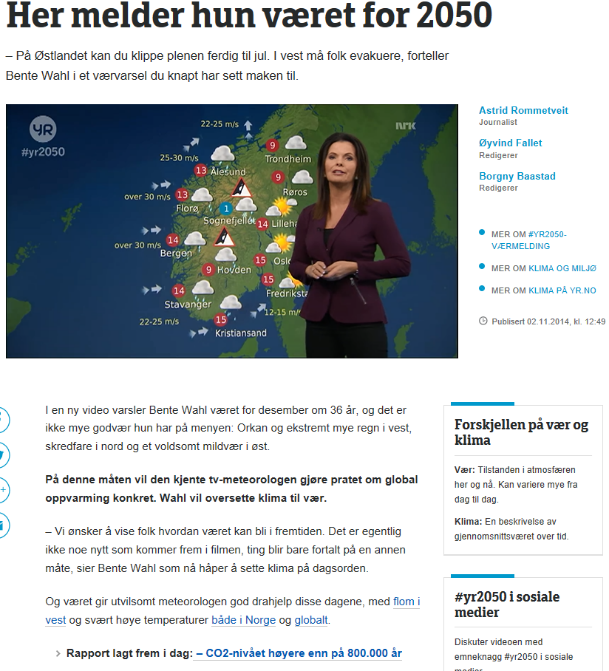 Her melder hun været for 2050
– På Østlandet kan du klippe plenen ferdig til jul. I vest må folk evakuere, forteller
Bente Wahl i et værvarsel du knapt har sett maken til.
YR
#yr2050
nrk
22-25 m/s
25-30 m/s
over 30 m/s
over 30 m/s
22-25 m/s
12-15 m/s
9
Trondheim
13
Ålesund
9
Røros
13
Florø
1
Sognefjellet
14
Lilleha
14
Bergen
15
Oslo
9
Hovden
15
Fredriksta
14
Stavanger
15
Kristiansand
Astrid Rommetveit
Journalist
Øyvind Fallet
Redigerer
Borgny Baastad
Redigerer
MER OM #YR2050-
VÆRMELDING
MER OM KLIMA OG MILJØ
MER OM KLIMA PÅ YR.NO
Publisert 02.11.2014, kl. 12:49
I en ny video varsler Bente Wahl været for desember om 36 år, og det er
ikke mye godvær hun har på menyen: Orkan og ekstremt mye regn i vest,
skredfare i nord og et voldsomt mildvær i øst.
På denne måten vil den kjente tv-meteorologen gjøre pratet om global
oppvarming konkret. Wahl vil oversette klima til vær.
– Vi ønsker å vise folk hvordan været kan bli i fremtiden. Det er egentlig
ikke noe nytt som kommer frem i filmen, ting blir bare fortalt på en annen
måte, sier Bente Wahl som nå håper å sette klima på dagsorden.
Og været gir utvilsomt meteorologen god drahjelp disse dagene, med flom i
vest og svært høye temperaturer både i Norge og globalt.
Rapport lagt frem i dag: – CO2-nivået høyere enn på 800.000 år
Forskjellen på vær og
klima
Vær: Tilstanden i atmosfæren
her og nå. Kan variere mye fra
dag til dag.
Klima: En beskrivelse av
gjennomsnittsværet over tid.
#yr2050 i sosiale
medier
Diskuter videoen med
emneknagg #yr2050 i sosiale